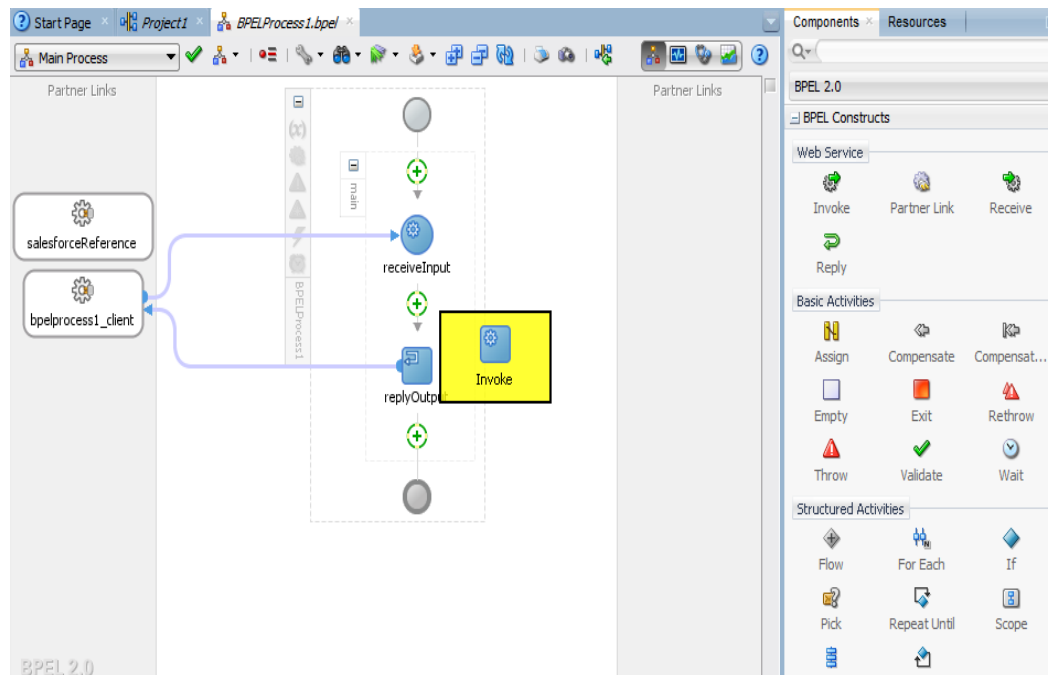 Start Page
Project1
BPELProcess1.bpel
Components
Resources
Main Process
Partner Links
Partner Links
BPEL 2.0
BPEL Constructs
Web Service
Invoke
Partner Link
Receive
Reply
Basic Activities
Assign
Compensate
Compensat...
Empty
Exit
Rethrow
Throw
Validate
Wait
Structured Activities
Flow
For Each
If
Pick
Repeat Until
Scope
(x)
main
BPELProcess1
salesforceReference
bpelprocess1_client
receiveInput
replyOutput
Invoke
BPEL 2.0